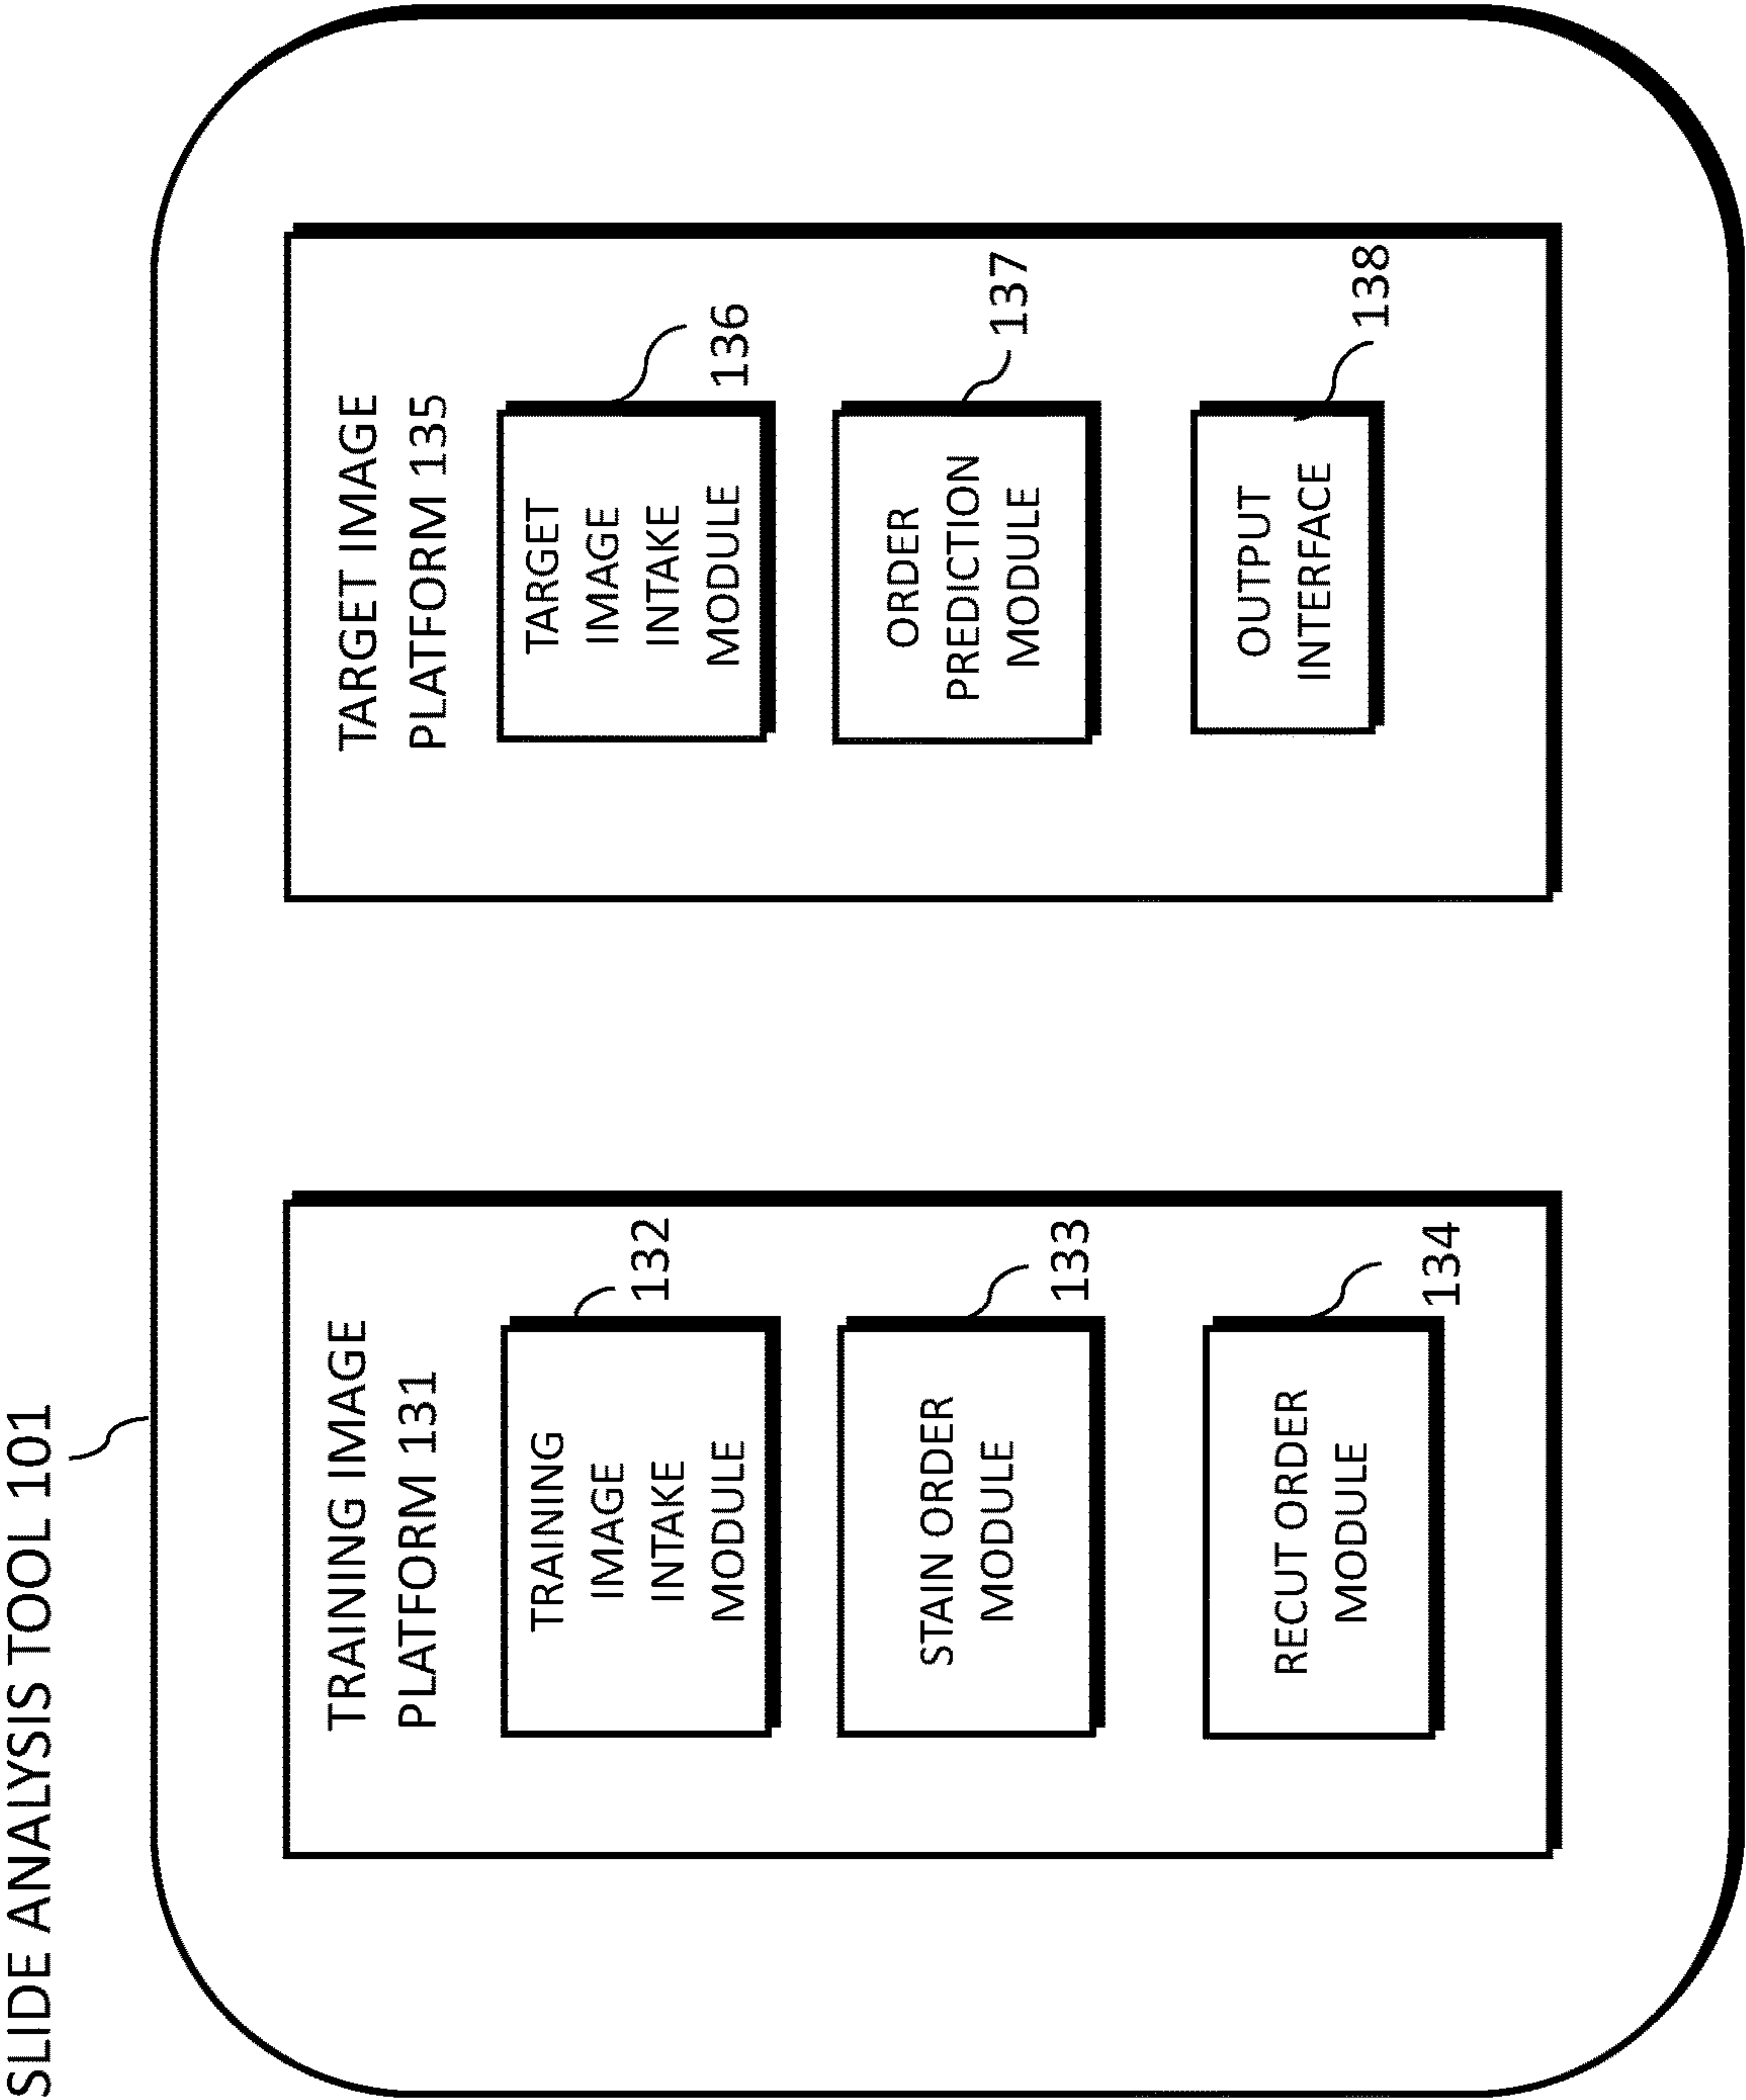 SLIDE ANALYSIS TOOL 101
TRAINING IMAGE
PLATFORM 131
132
TRAINING
IMAGE
INTAKE
MODULE
133
STAIN ORDER
MODULE
134
RECUT ORDER
MODULE
TARGET IMAGE
PLATFORM 135
136
TARGET
IMAGE
INTAKE
MODULE
137
ORDER
PREDICTION
MODULE
138
OUTPUT
INTERFACE